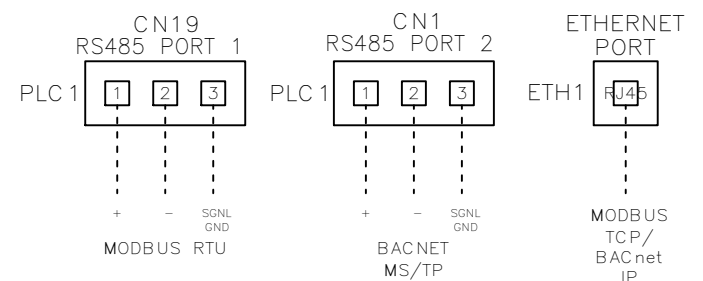 CN19
RS485 PORT 1
PLC 1
1
2
3
+
−
SGNL
GND
MODBUS RTU
CN1
RS485 PORT 2
PLC 1
1
2
3
+
−
SGNL
GND
BACNET
MS/TP
ETHERNET
PORT
ETH1
RJ45
MODBUS
TCP/
BACnet
IP